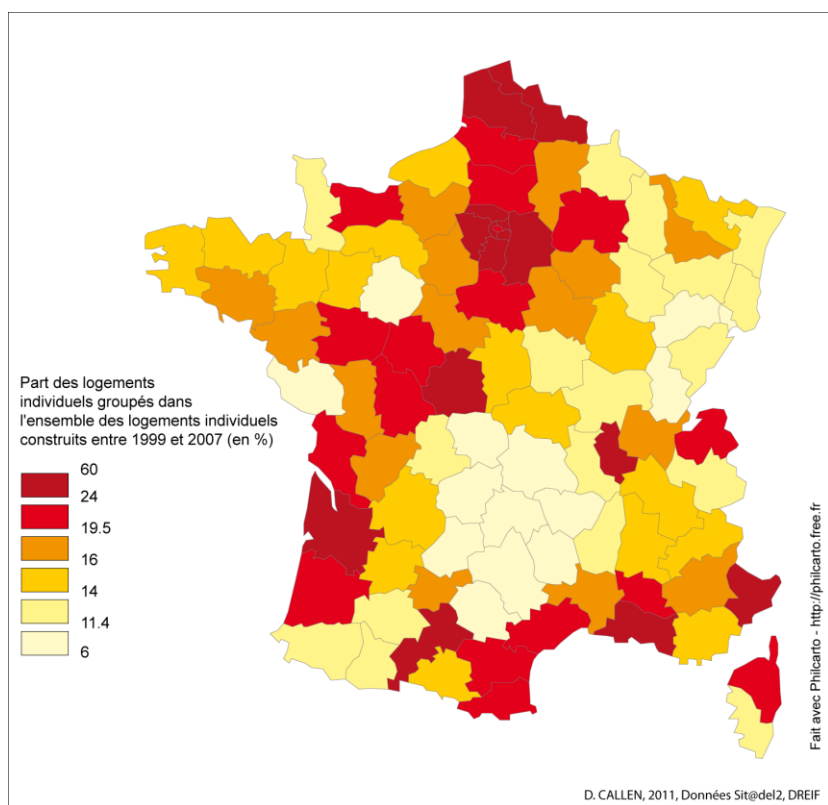 Part des logements
individuels groupés dans
l'ensemble des logements individuels
construits entre 1999 et 2007 (en %)
60
24
19.5
16
14
11.4
6
Fait avec Philcarto - http://philcarto.free.fr
D. CALLEN, 2011, Données Sit@del2, DREIF